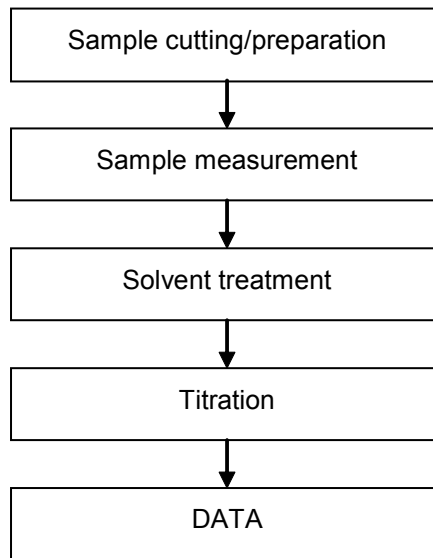 Sample cutting/preparation
Sample measurement
Solvent treatment
Titration
DATA